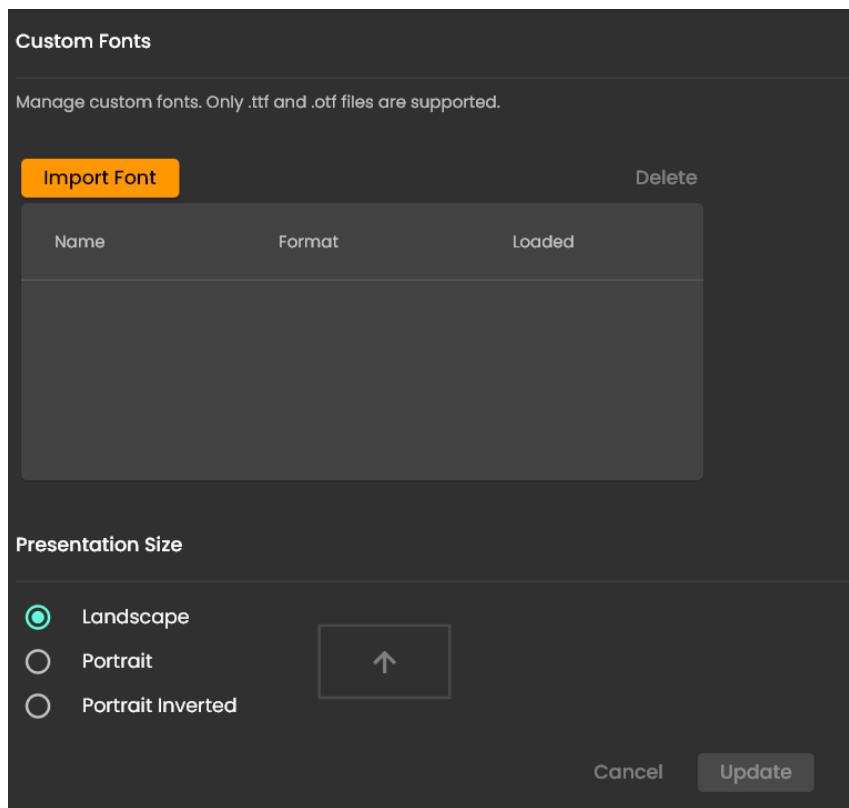 Custom Fonts
Manage custom fonts. Only .ttf and .otf files are supported.
Import Font Delete
Name Format Loaded
Presentation Size
Landscape
Portrait
Portrait Inverted
Cancel Update